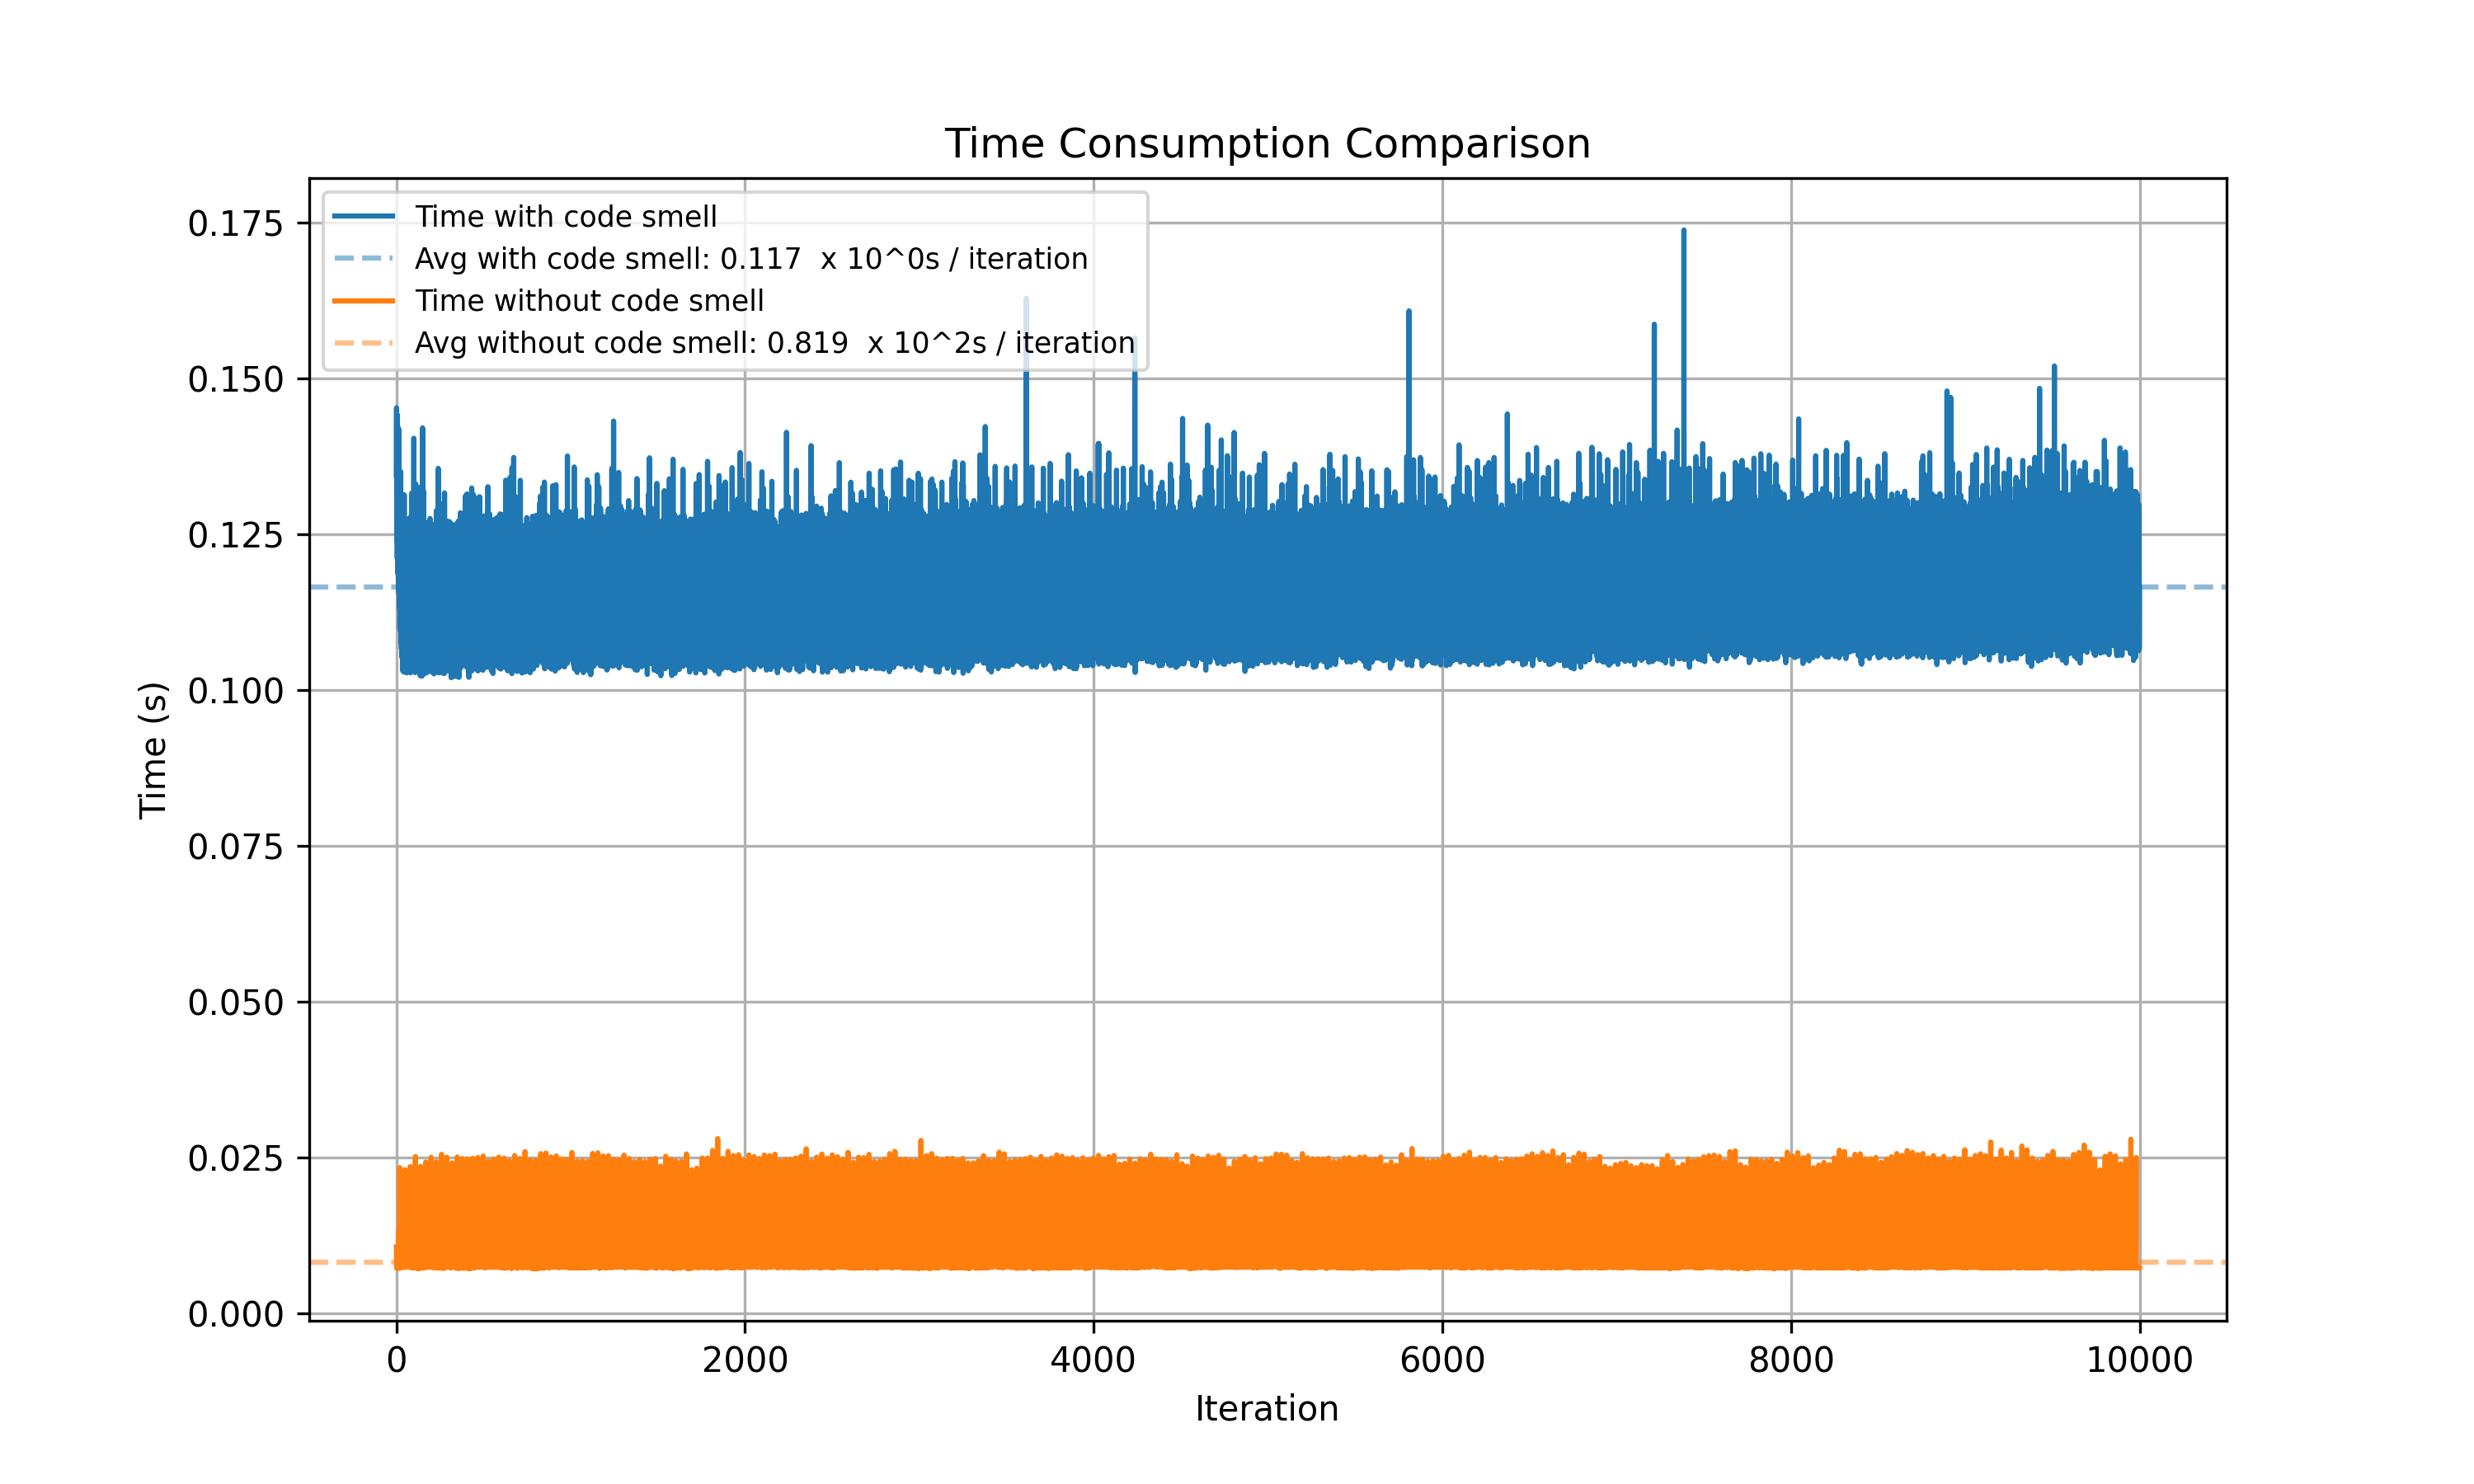 Time Consumption Comparison
Time with code smell
Avg with code smell: 0.117  x 10^0s / iteration
Time without code smell
Avg without code smell: 0.819  x 10^2s / iteration
0.175
0.150
0.125
0.100
0.075
0.050
0.025
0.000
Time (s)
0 2000 4000 6000 8000 10000
Iteration